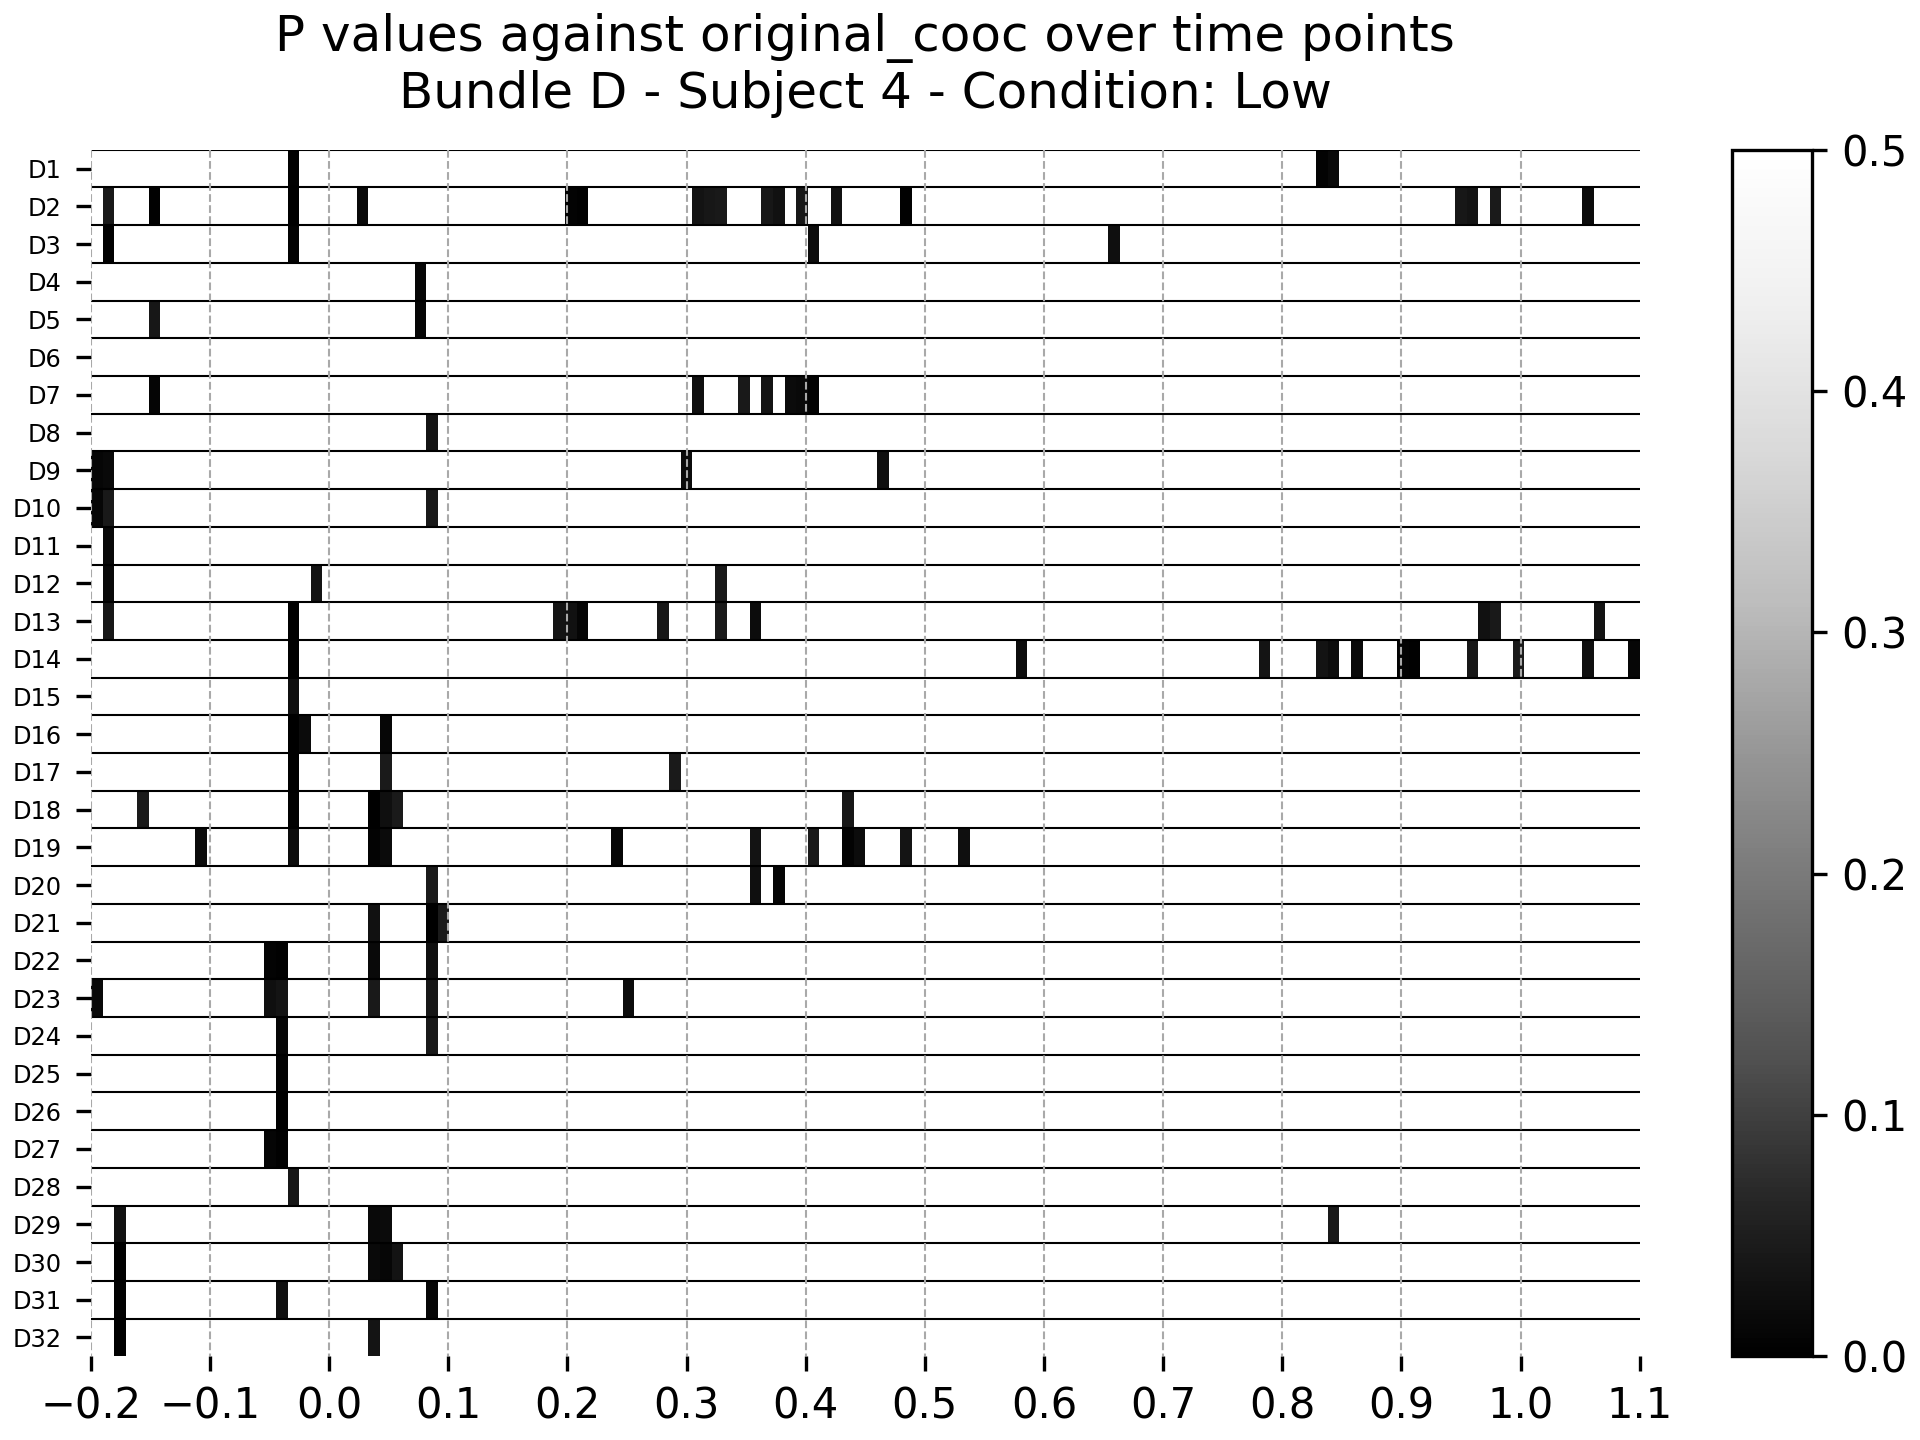 P values against original_cooc over time points
Bundle D - Subject 4 - Condition: Low
D1
D2
D3
D4
D5
D6
D7
D8
D9
D10
D11
D12
D13
D14
D15
D16
D17
D18
D19
D20
D21
D22
D23
D24
D25
D26
D27
D28
D29
D30
D31
D32
−0.2 −0.1 0.0 0.1 0.2 0.3 0.4 0.5 0.6 0.7 0.8 0.9 1.0 1.1
0.5
0.4
0.3
0.2
0.1
0.0